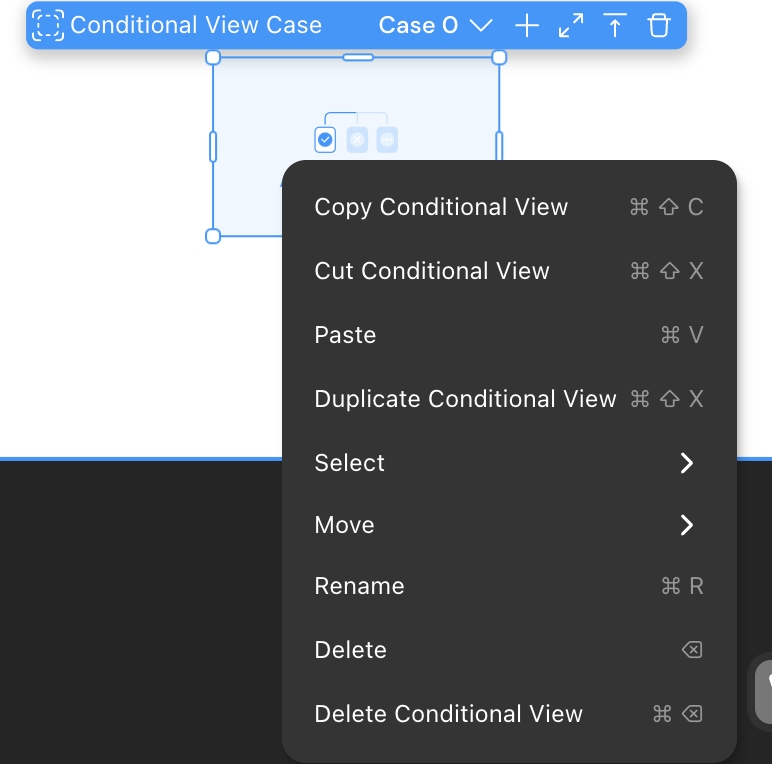 Conditional View Case Case 0
Copy Conditional View ⌘ ⇧ C
Cut Conditional View ⌘ ⇧ X
Paste ⌘ V
Duplicate Conditional View ⌘ ⇧ X
Select
Move
Rename ⌘ R
Delete ⌫
Delete Conditional View ⌘ ⌫